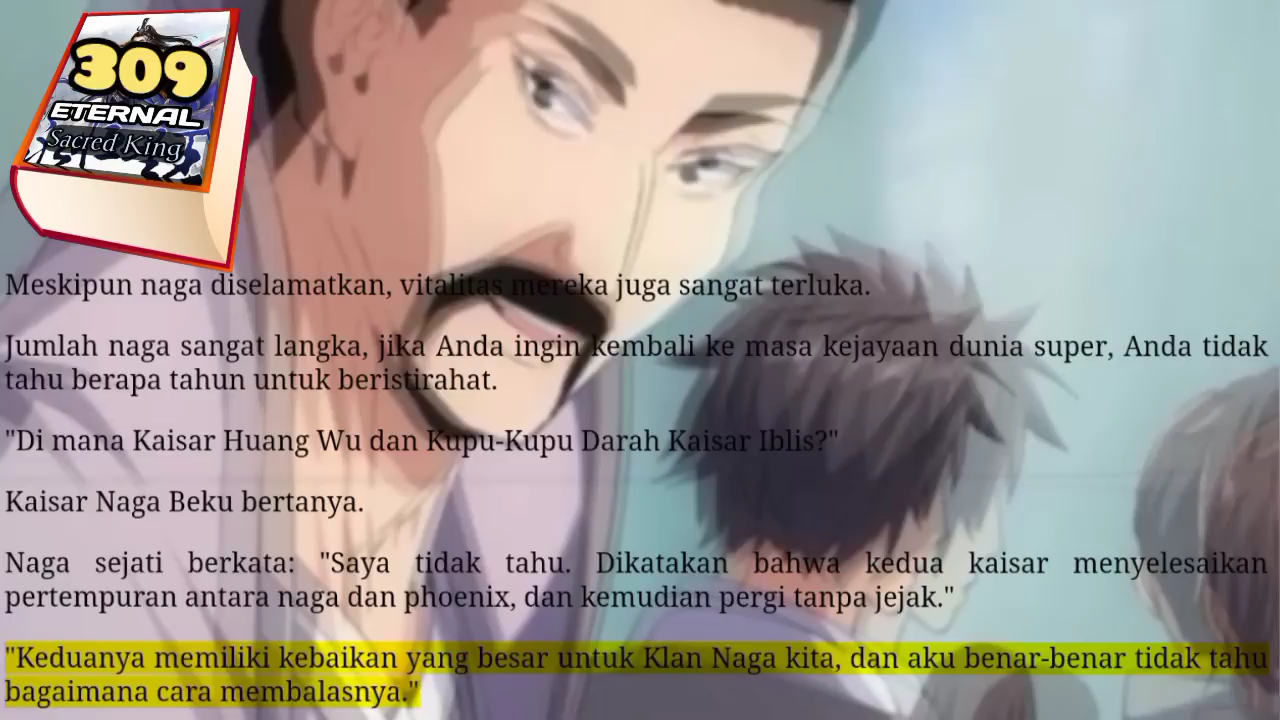 309
ETERNAL
Sacred King
Meskipun naga diselamatkan, vitalitas mereka juga sangat terluka.
Jumlah naga sangat langka, jika Anda ingin kembali ke masa kejayaan dunia super, Anda tidak
tahu berapa tahun untuk beristirahat.
"Di mana Kaisar Huang Wu dan Kupu-Kupu Darah Kaisar Iblis?"
Kaisar Naga Beku bertanya.
Naga sejati berkata: "Saya tidak tahu. Dikatakan bahwa kedua kaisar menyelesaikan
pertempuran antara naga dan phoenix, dan kemudian pergi tanpa jejak."
"Keduanya memiliki kebaikan yang besar untuk Klan Naga kita, dan aku benar-benar tidak tahu
bagaimana cara membalasnya."